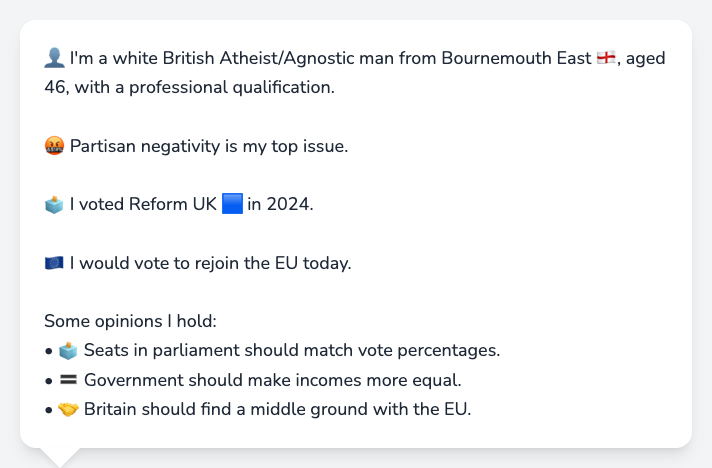 👤 I'm a white British Atheist/Agnostic man from Bournemouth East 🏴󠁧󠁢󠁥󠁮󠁧󠁿, aged
46, with a professional qualification.
🤬 Partisan negativity is my top issue.
🗳️ I voted Reform UK 🟦 in 2024.
🇪🇺 I would vote to rejoin the EU today.
Some opinions I hold:
• 🗳️ Seats in parliament should match vote percentages.
• 🟰 Government should make incomes more equal.
• 🤝 Britain should find a middle ground with the EU.